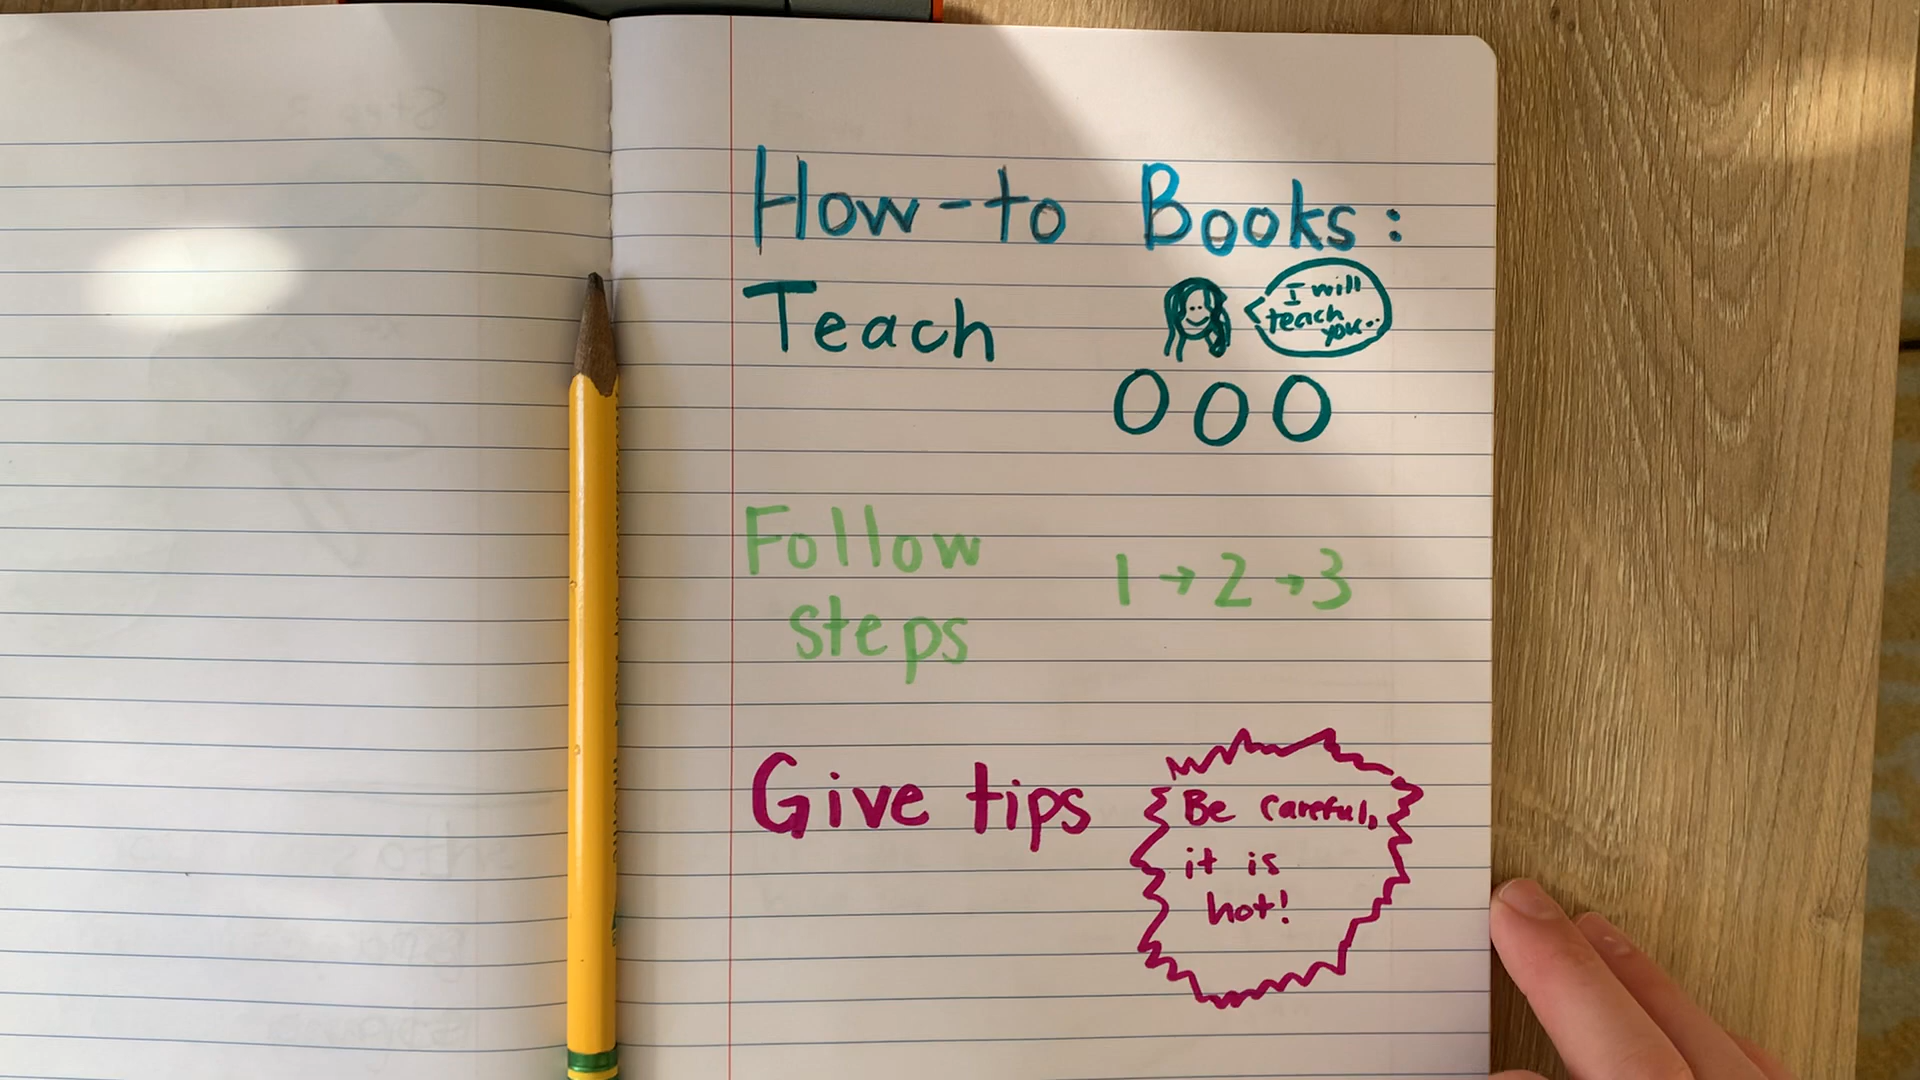 How-to Books:
Teach
I will
teach
you..
Follow
steps
1→2→3
Give tips
Be careful,
it is
hot!